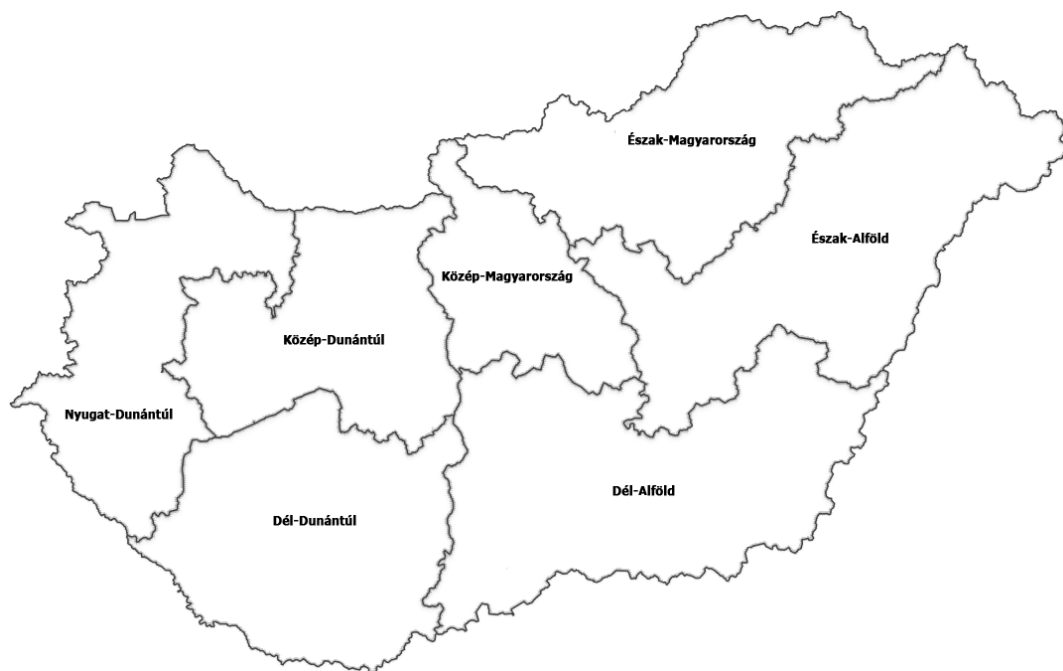 Észak-Magyarország
Észak-Alföld
Közép-Magyarország
Közép-Dunántúl
Nyugat-Dunántúl
Dél-Alföld
Dél-Dunántúl